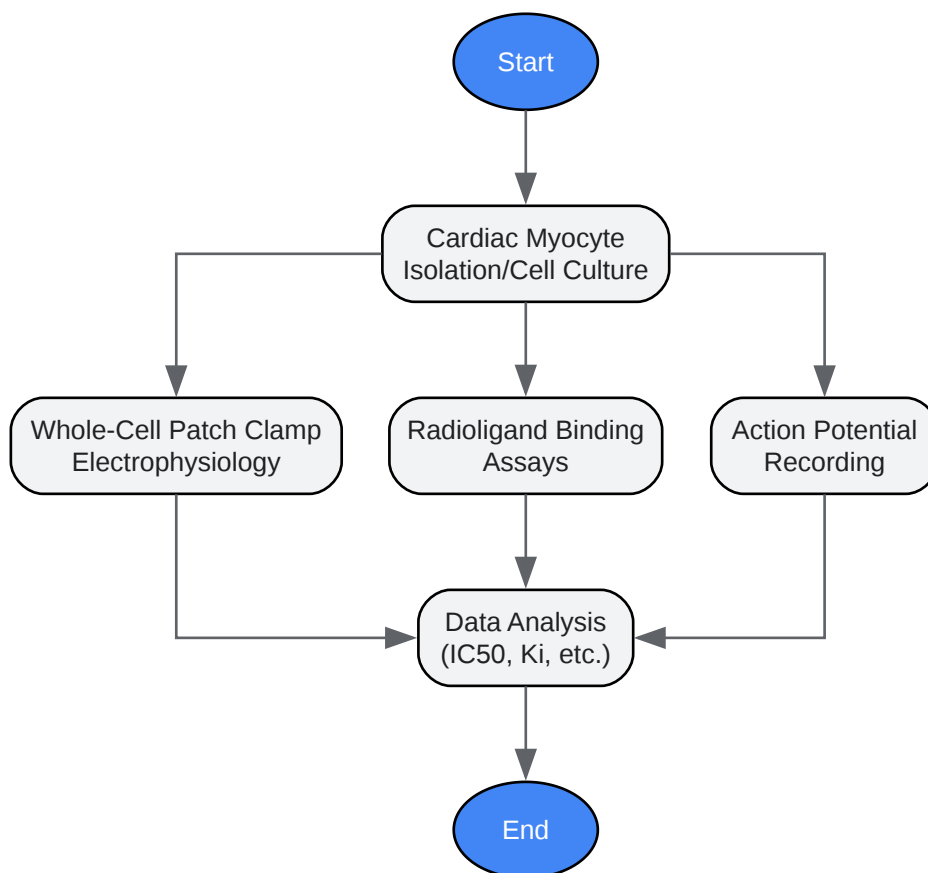 Start
Cardiac Myocyte
Isolation/Cell Culture
Whole-Cell Patch Clamp
Electrophysiology
Radioligand Binding
Assays
Action Potential
Recording
Data Analysis
(IC50, Ki, etc.)
End